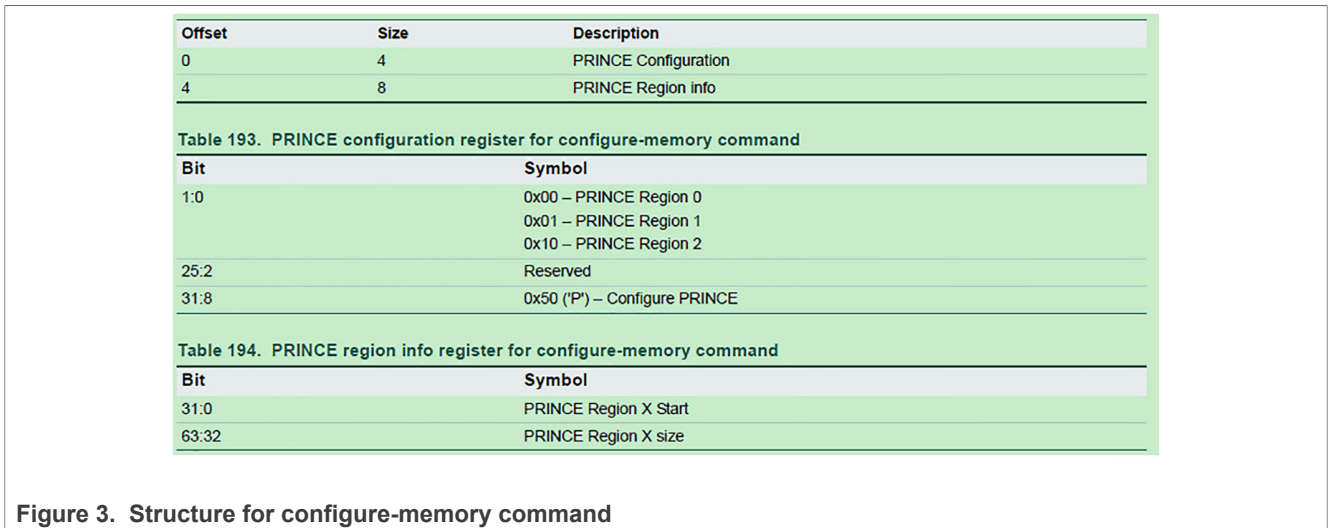 Offset Size Description
0 4 PRINCE Configuration
4 8 PRINCE Region info
Table 193. PRINCE configuration register for configure-memory command
Bit Symbol
1:0 0x00 – PRINCE Region 0
0x01 – PRINCE Region 1
0x10 – PRINCE Region 2
25:2 Reserved
31:8 0x50 ('P') – Configure PRINCE
Table 194. PRINCE region info register for configure-memory command
Bit Symbol
31:0 PRINCE Region X Start
63:32 PRINCE Region X size
Figure 3. Structure for configure-memory command